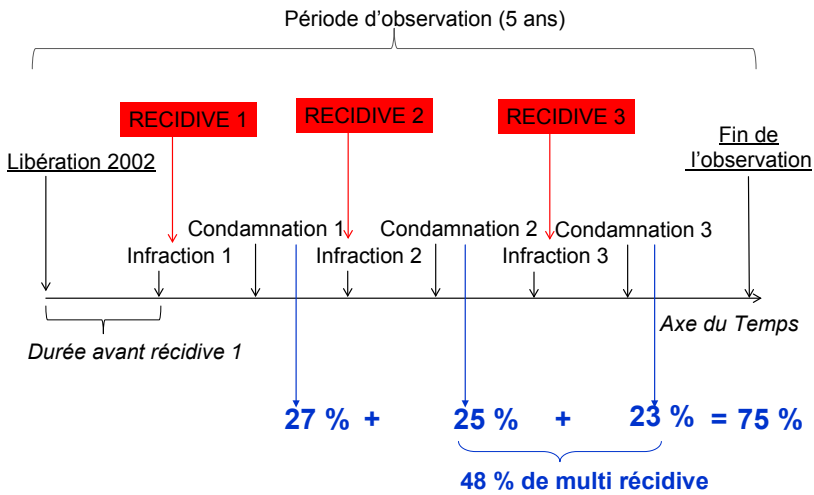 Période d'observation (5 ans)
RECIDIVE 1
RECIDIVE 2
RECIDIVE 3
Libération 2002
Fin de
l'observation
Condamnation 1
Condamnation 2
Condamnation 3
Infraction 1
Infraction 2
Infraction 3
Axe du Temps
Durée avant récidive 1
27 % + 25 % + 23 % = 75 %
48 % de multi récidive